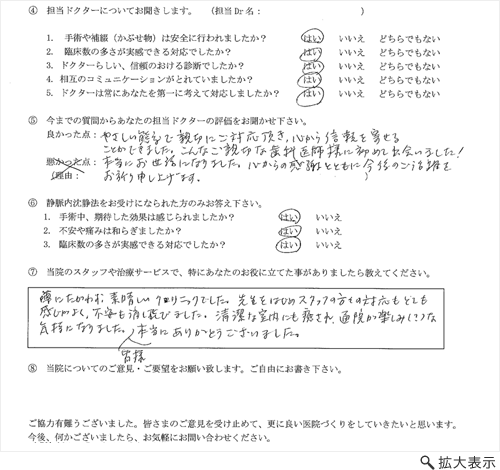 ④ 担当ドクターについてお聞きします。 (担当 Dr 名： )
1. 手術や補綴(かぶせ物)は安全に行われましたか？ はい いいえ どちらでもない
2. 臨床数の多さが実感できる対応でしたか？ はい いいえ どちらでもない
3. ドクターらしい、信頼のおける診断でしたか？ はい いいえ どちらでもない
4. 相互のコミュニケーションがとれていましたか？ はい いいえ どちらでもない
5. ドクターは常にあなたを第一に考えて対応しましたか？ はい いいえ どちらでもない
⑤ 今までの質問からあなたの担当ドクターの評価をお聞かせ下さい。
良かった点： やさしい態度で親切にご対応頂き、心から信頼を寄せる
ことができました。こんなご親切な歯科医師様に初めて出会いました！
悪かった点： 本当にお世話になりました。心からの感謝とともに今後のご活躍を
(理由： お祈り申し上げます。
⑥ 静脈内沈静法をお受けになられた方のみお答え下さい。
1. 手術中、期待した効果は感じられましたか？ はい いいえ
2. 不安や痛みは和らぎましたか？ はい いいえ
3. 臨床数の多さが実感できる対応でしたか？ はい いいえ
⑦ 当院のスタッフや治療サービスで、特にあなたのお役に立てた事がありましたら教えてください。
噂にたがわず素晴しいクリニックでした。先生をはじめスタッフの方々の対応もとても
感じよく、不安も消し飛びました。清潔な室内にも癒され、通院が楽しみ(？)な
気持になりました。本当にありがとうございました。
皆様
⑧ 当院についてのご意見・ご要望をお願い致します。ご自由にお書き下さい。
ご協力有難うございました。皆さまのご意見を受け止めて、更に良い医院づくりをしていきたいと思います。
今後、何かございましたら、お気軽にお問い合わせください。
拡大表示